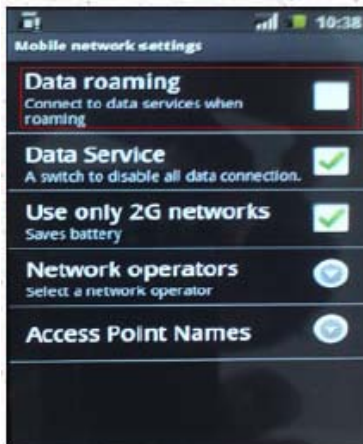 10:38
Mobile network settings
Data roaming
Connect to data services when
roaming
Data Service
A switch to disable all data connection.
Use only 2G networks
Saves battery
Network operators
Select a network operator
Access Point Names